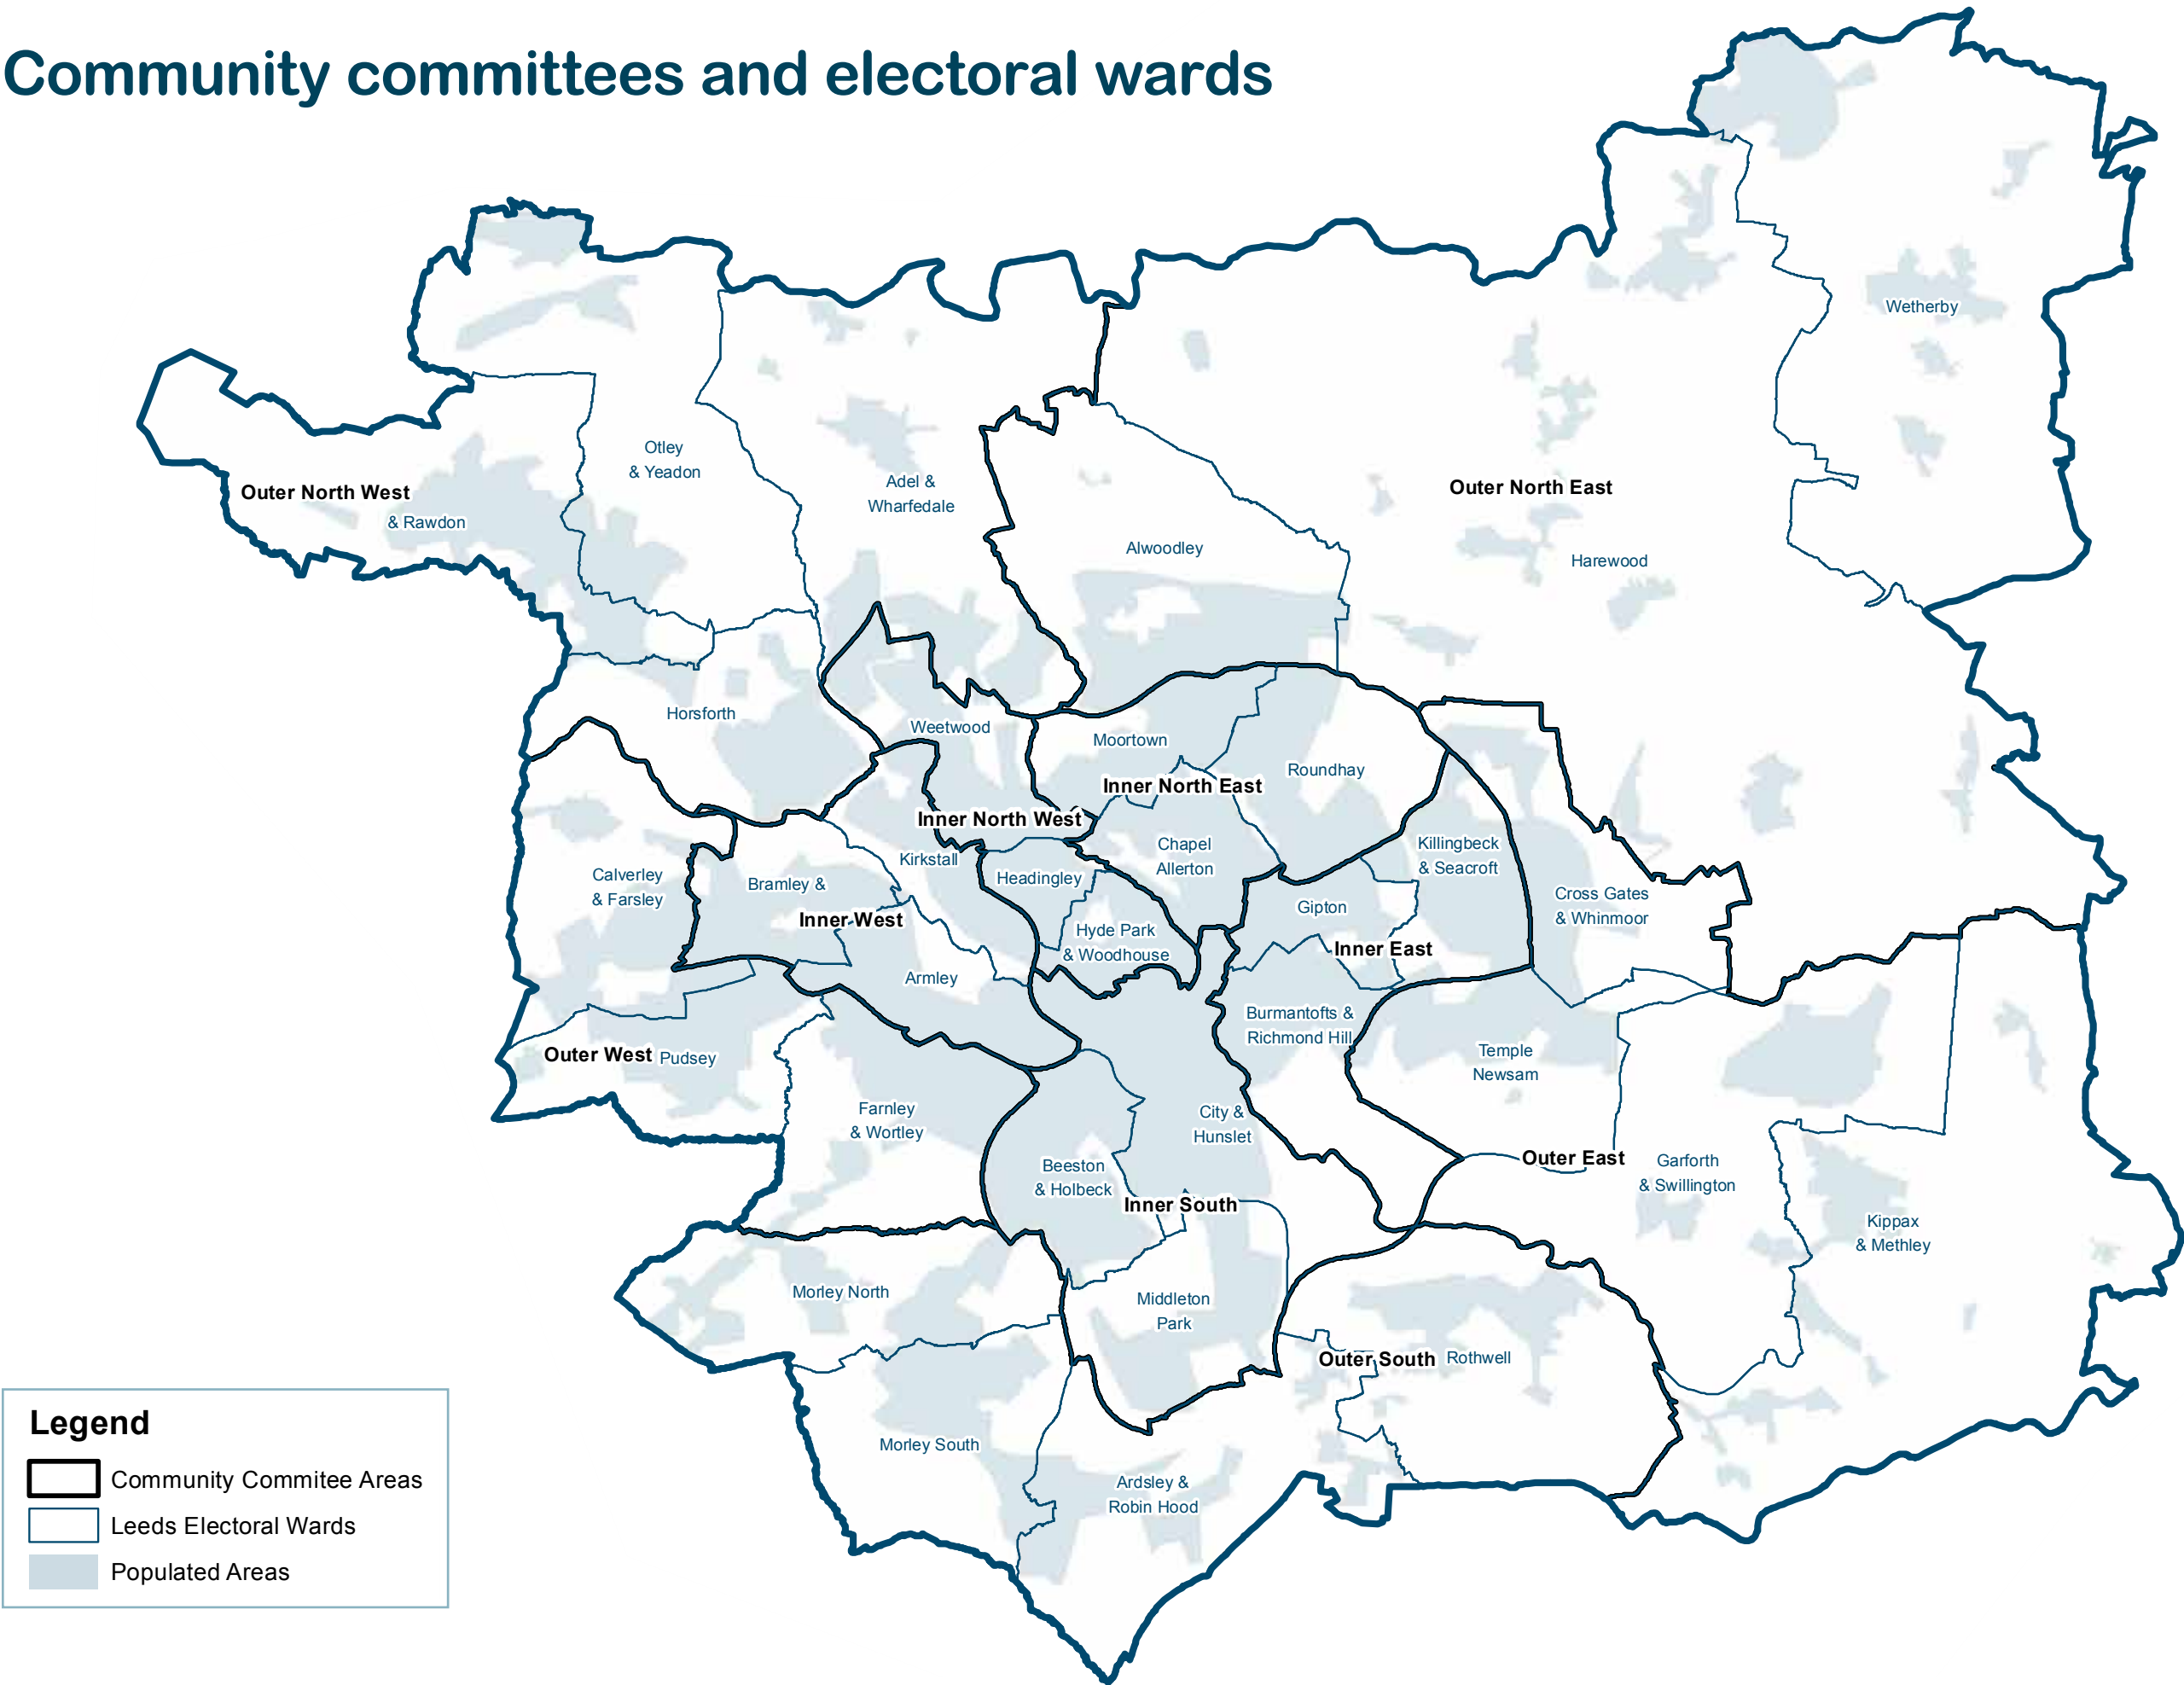 Community committees and electoral wards
Wetherby
Otley
& Yeadon
Adel &
Wharfedale
Outer North West
& Rawdon
Outer North East
Alwoodley
Harewood
Horsforth
Weetwood
Moortown
Roundhay
Inner North East
Inner North West
Kirkstall
Headingley
Chapel
Allerton
Killingbeck
& Seacroft
Calverley
& Farsley
Bramley &
Inner West
Cross Gates
& Whinmoor
Gipton
Hyde Park
& Woodhouse
Inner East
Armley
Burmantofts &
Richmond Hill
Outer West
Pudsey
Temple
Newsam
Farnley
& Wortley
City &
Hunslet
Beeston
& Holbeck
Outer East
Garforth
& Swillington
Inner South
Kippax
& Methley
Morley North
Middleton
Park
Outer South
Rothwell
Morley South
Ardsley &
Robin Hood
Legend
Community Commitee Areas
Leeds Electoral Wards
Populated Areas